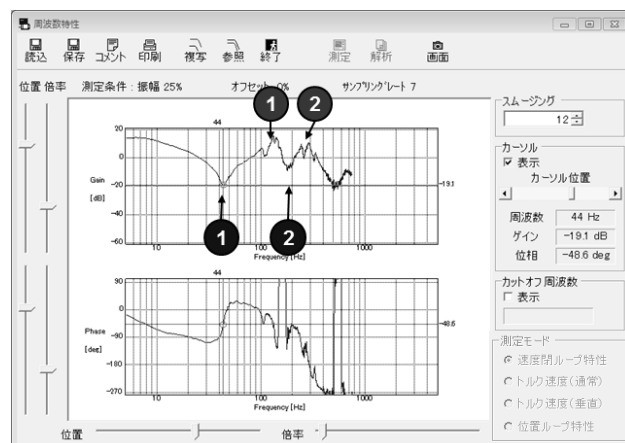 周波数特性
読込 保存 コメント 印刷 複写 参照 終了 測定 解析 画面
位置 倍率 測定条件 : 振幅 25% オフセット 0% サンプリングレート 7
1 2
44
20
0
Gain -20 -19.1
[dB]
-40
-60
10 100 1000
Frequency [Hz]
1 2
44
90
0
Phase -90 -48.6
[deg]
-180
-270
10 100 1000
Frequency [Hz]
位置 倍率
スムージング
12
カーソル
表示
カーソル位置
周波数 44 Hz
ゲイン -19.1 dB
位相 -48.6 deg
カットオフ周波数
表示
測定モード
速度閉ループ特性
トルク速度(通常)
トルク速度(垂直)
位置ループ特性